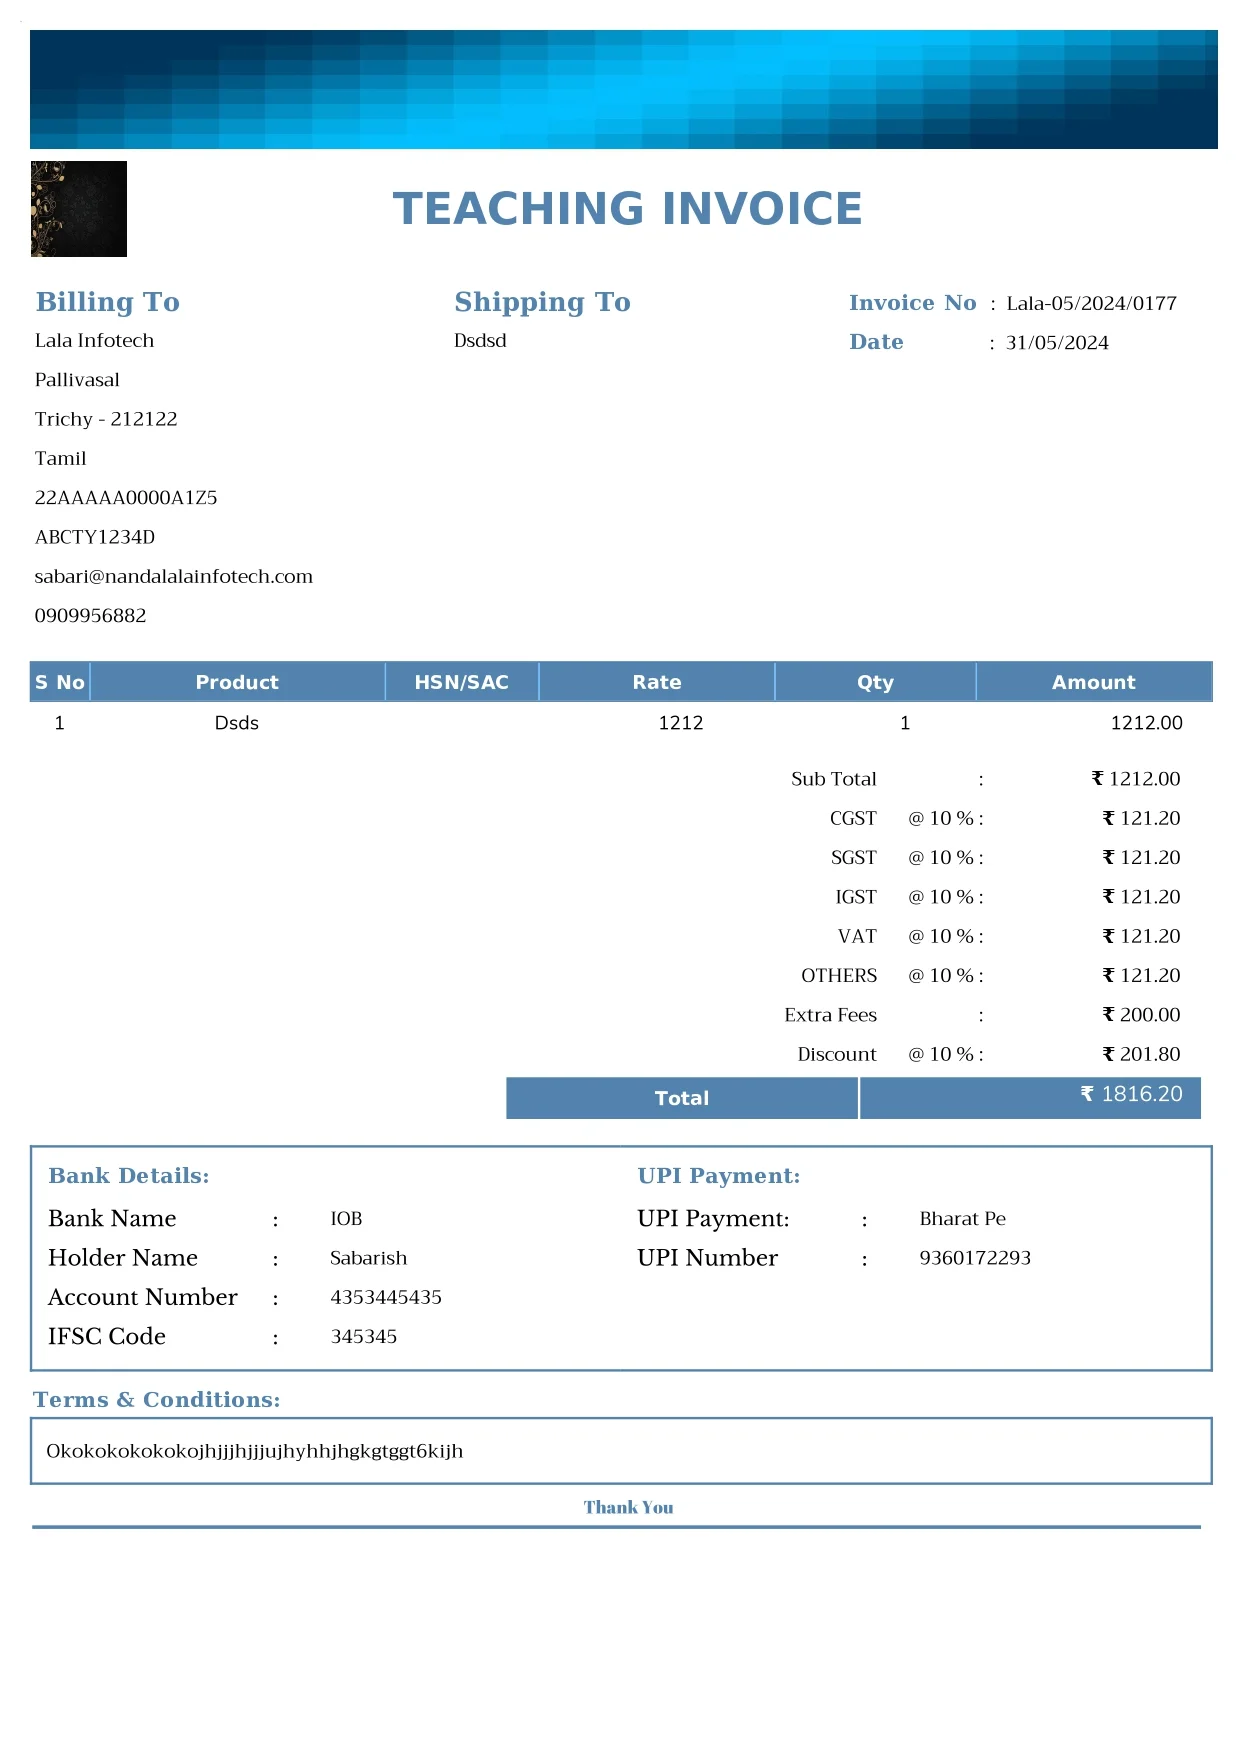 TEACHING INVOICE
Billing To
Lala Infotech
Pallivasal
Trichy - 212122
Tamil
22AAAAA0000A1Z5
ABCTY1234D
sabari@nandalalainfotech.com
0909956882
Shipping To
Dsdsd
Invoice No : Lala-05/2024/0177
Date : 31/05/2024
S No Product HSN/SAC Rate Qty Amount
1 Dsds 1212 1 1212.00
Sub Total : ₹ 1212.00
CGST @ 10 % : ₹ 121.20
SGST @ 10 % : ₹ 121.20
IGST @ 10 % : ₹ 121.20
VAT @ 10 % : ₹ 121.20
OTHERS @ 10 % : ₹ 121.20
Extra Fees : ₹ 200.00
Discount @ 10 % : ₹ 201.80
Total ₹ 1816.20
Bank Details:
Bank Name : IOB
Holder Name : Sabarish
Account Number : 4353445435
IFSC Code : 345345
UPI Payment:
UPI Payment: : Bharat Pe
UPI Number : 9360172293
Terms & Conditions:
Okokokokokokojhjjjhjjjujhyhhjhgkgtggt6kijh
Thank You